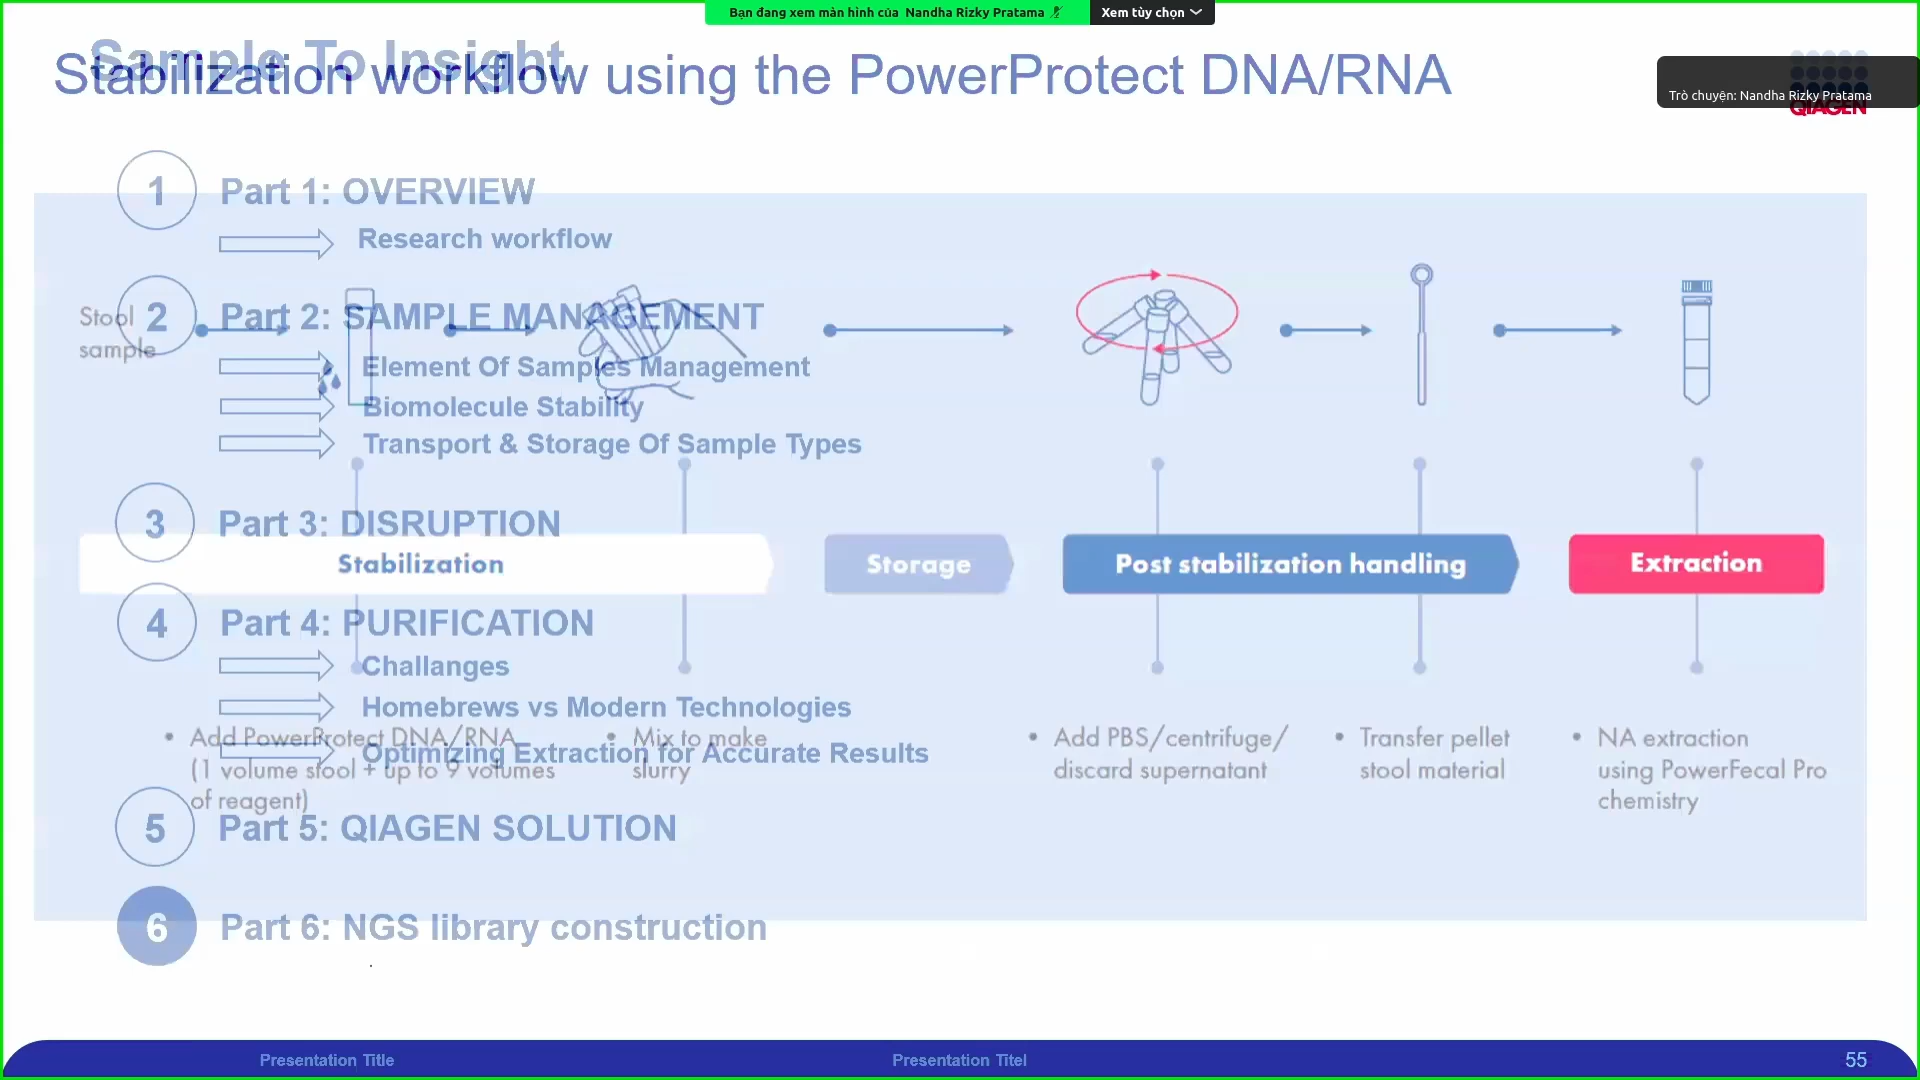 Bạn đang xem màn hình của Nandha Rizky Pratama
Xem tùy chọn
Sample To Insight
Stabilization workflow using the PowerProtect DNA/RNA
Trò chuyện: Nandha Rizky Pratama
QIAGEN
1 Part 1: OVERVIEW
Research workflow
2 Part 2: SAMPLE MANAGEMENT
Stool
sample
Element Of Samples Management
Biomolecule Stability
Transport & Storage Of Sample Types
3 Part 3: DISRUPTION
Stabilization
Storage
Post stabilization handling
Extraction
4 Part 4: PURIFICATION
Challanges
Homebrews vs Modern Technologies
Optimizing Extraction for Accurate Results
• Add PowerProtect DNA/RNA
(1 volume stool + up to 9 volumes
of reagent)
• Mix to make
slurry
• Add PBS/centrifuge/
discard supernatant
• Transfer pellet
stool material
• NA extraction
using PowerFecal Pro
chemistry
5 Part 5: QIAGEN SOLUTION
6 Part 6: NGS library construction
Presentation Title
Presentation Titel
55